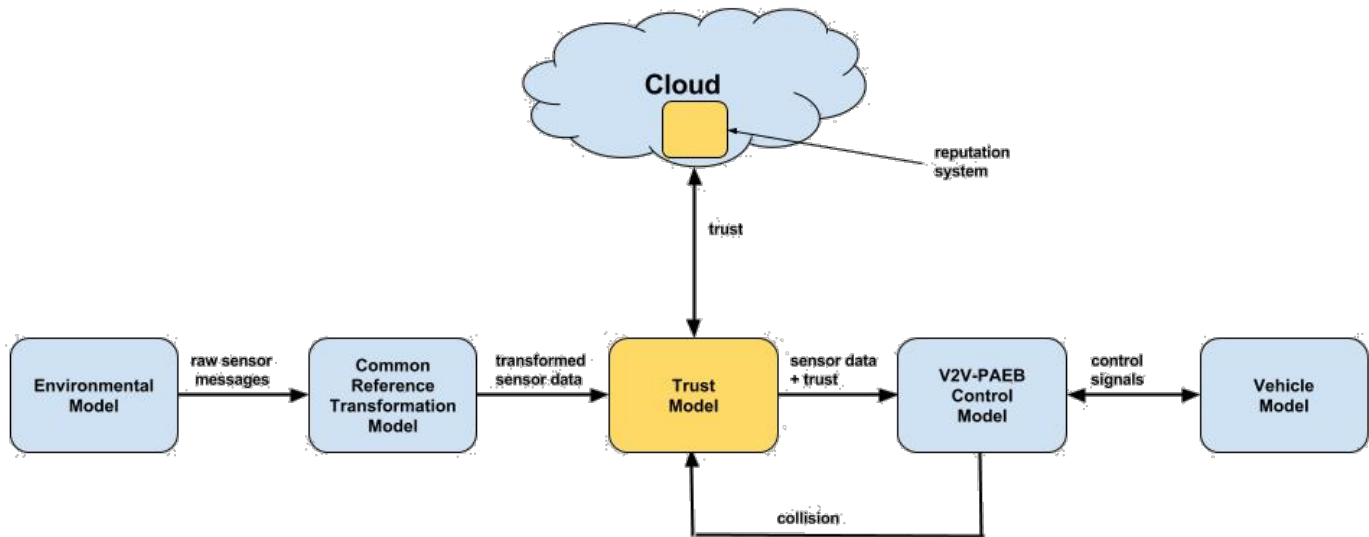 Cloud
reputation
system
trust
Environmental
Model
raw sensor
messages
Common
Reference
Transformation
Model
transformed
sensor data
Trust
Model
sensor data
+ trust
V2V-PAEB
Control
Model
control
signals
Vehicle
Model
collision